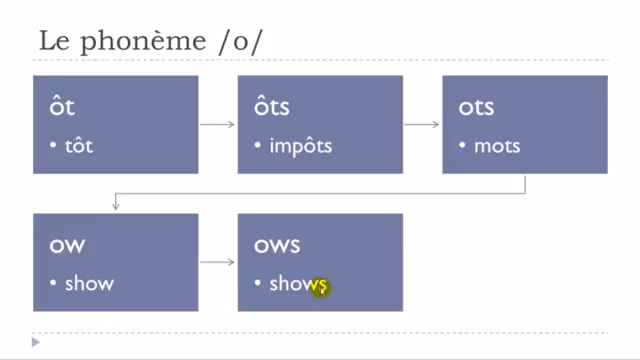 Le phonème /o/
ôt
• tôt
ôts
• impôts
ots
• mots
ow
• show
ows
• shows